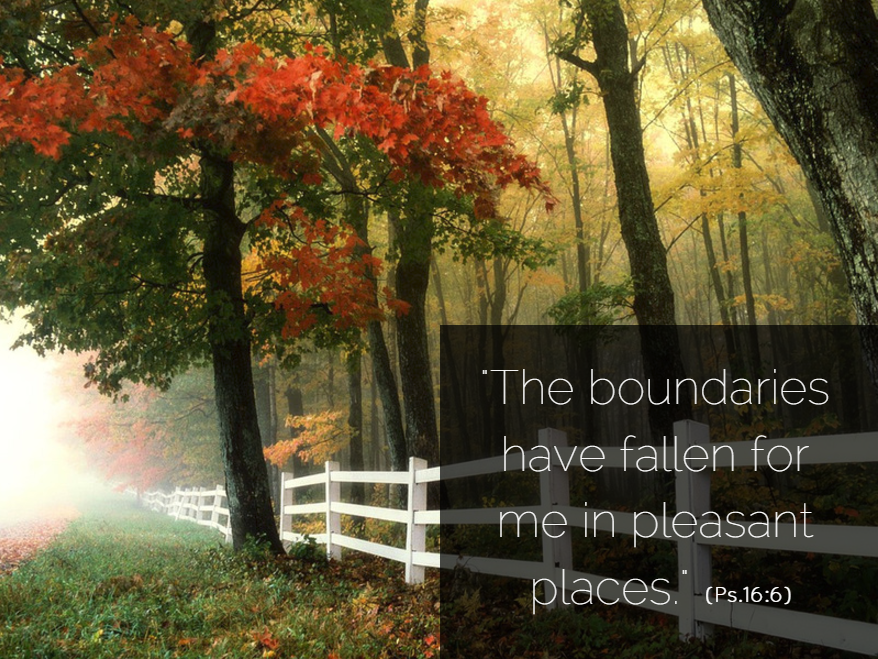 "The boundaries
have fallen for
me in pleasant
places." (Ps.16:6)